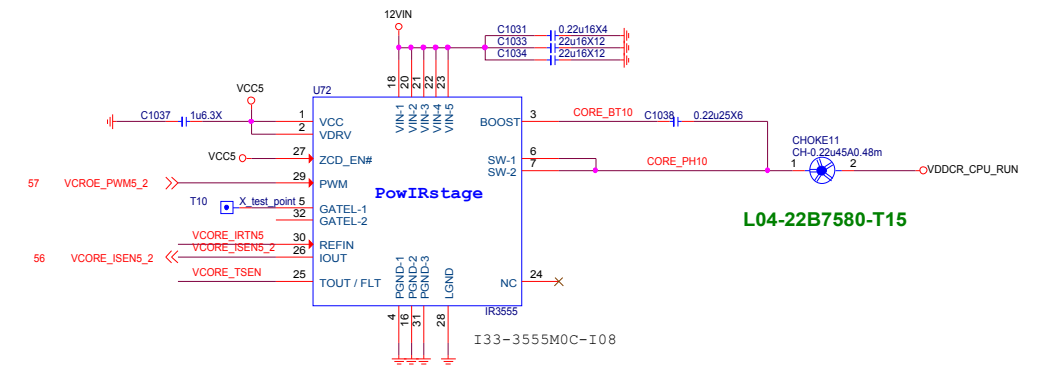 12VIN
C1031 0.22u16X4
C1033 22u16X12
C1034 22u16X12
18
20
21
22
23
U72
VCC5
C1037 1u6.3X
1 VCC
2 VDRV
VIN-1
VIN-2
VIN-3
VIN-4
VIN-5
BOOST 3 CORE_BT10 C1038 0.22u25X6
CHOKE11
CH-0.22u45A0.48m
VCC5 27 ZCD_EN#
SW-1 6
SW-2 7 CORE_PH10 1 2 VDDCR_CPU_RUN
57 VCROE_PWM5_2 29 PWM
PowIRstage
T10 X_test_point 5 GATEL-1
32 GATEL-2
L04-22B7580-T15
VCORE_IRTN5 30 REFIN
56 VCORE_ISEN5_2 VCORE_ISEN5_2 26 IOUT
VCORE_TSEN 25 TOUT / FLT
PGND-1
PGND-2
PGND-3
LGND
NC 24
4
16
31
28
IR3555
I33-3555M0C-I08